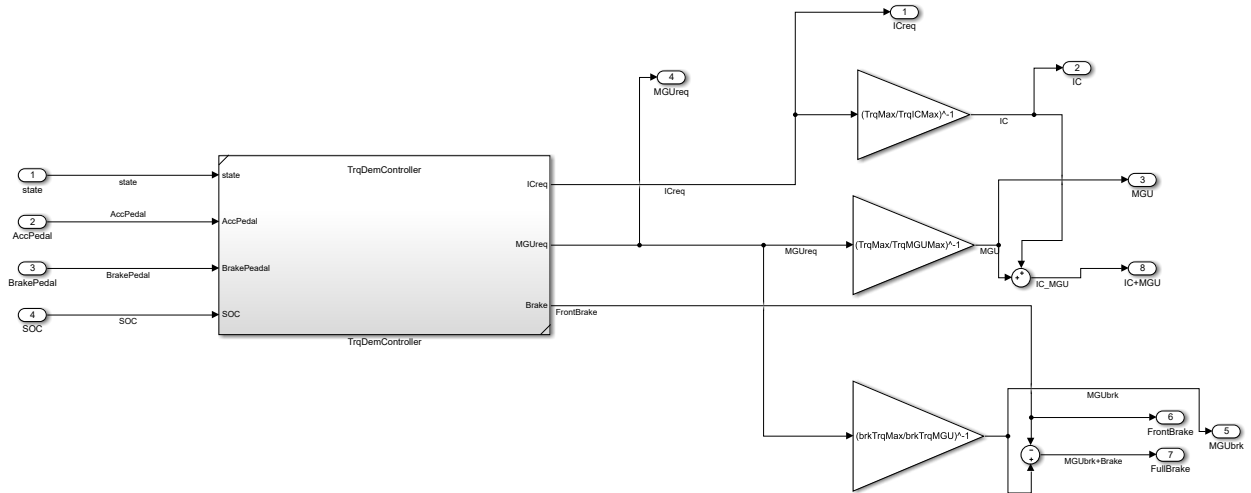 1
ICreq
4
MGUreq
2
IC
(TrqMax/TrqICMax)^-1
IC
1
state
state
TrqDemController
state
ICreq
ICreq
3
MGU
2
AccPedal
AccPedal
AccPedal
MGUreq
MGUreq
(TrqMax/TrqMGUMax)^-1
MGU
3
BrakePedal
BrakePedal
BrakePeadal
+
+
IC_MGU
8
IC+MGU
4
SOC
SOC
SOC
Brake
FrontBrake
TrqDemController
(brkTrqMax/brkTrqMGU)^-1
MGUbrk
6
FrontBrake
5
MGUbrk
−
+
MGUbrk+Brake
7
FullBrake